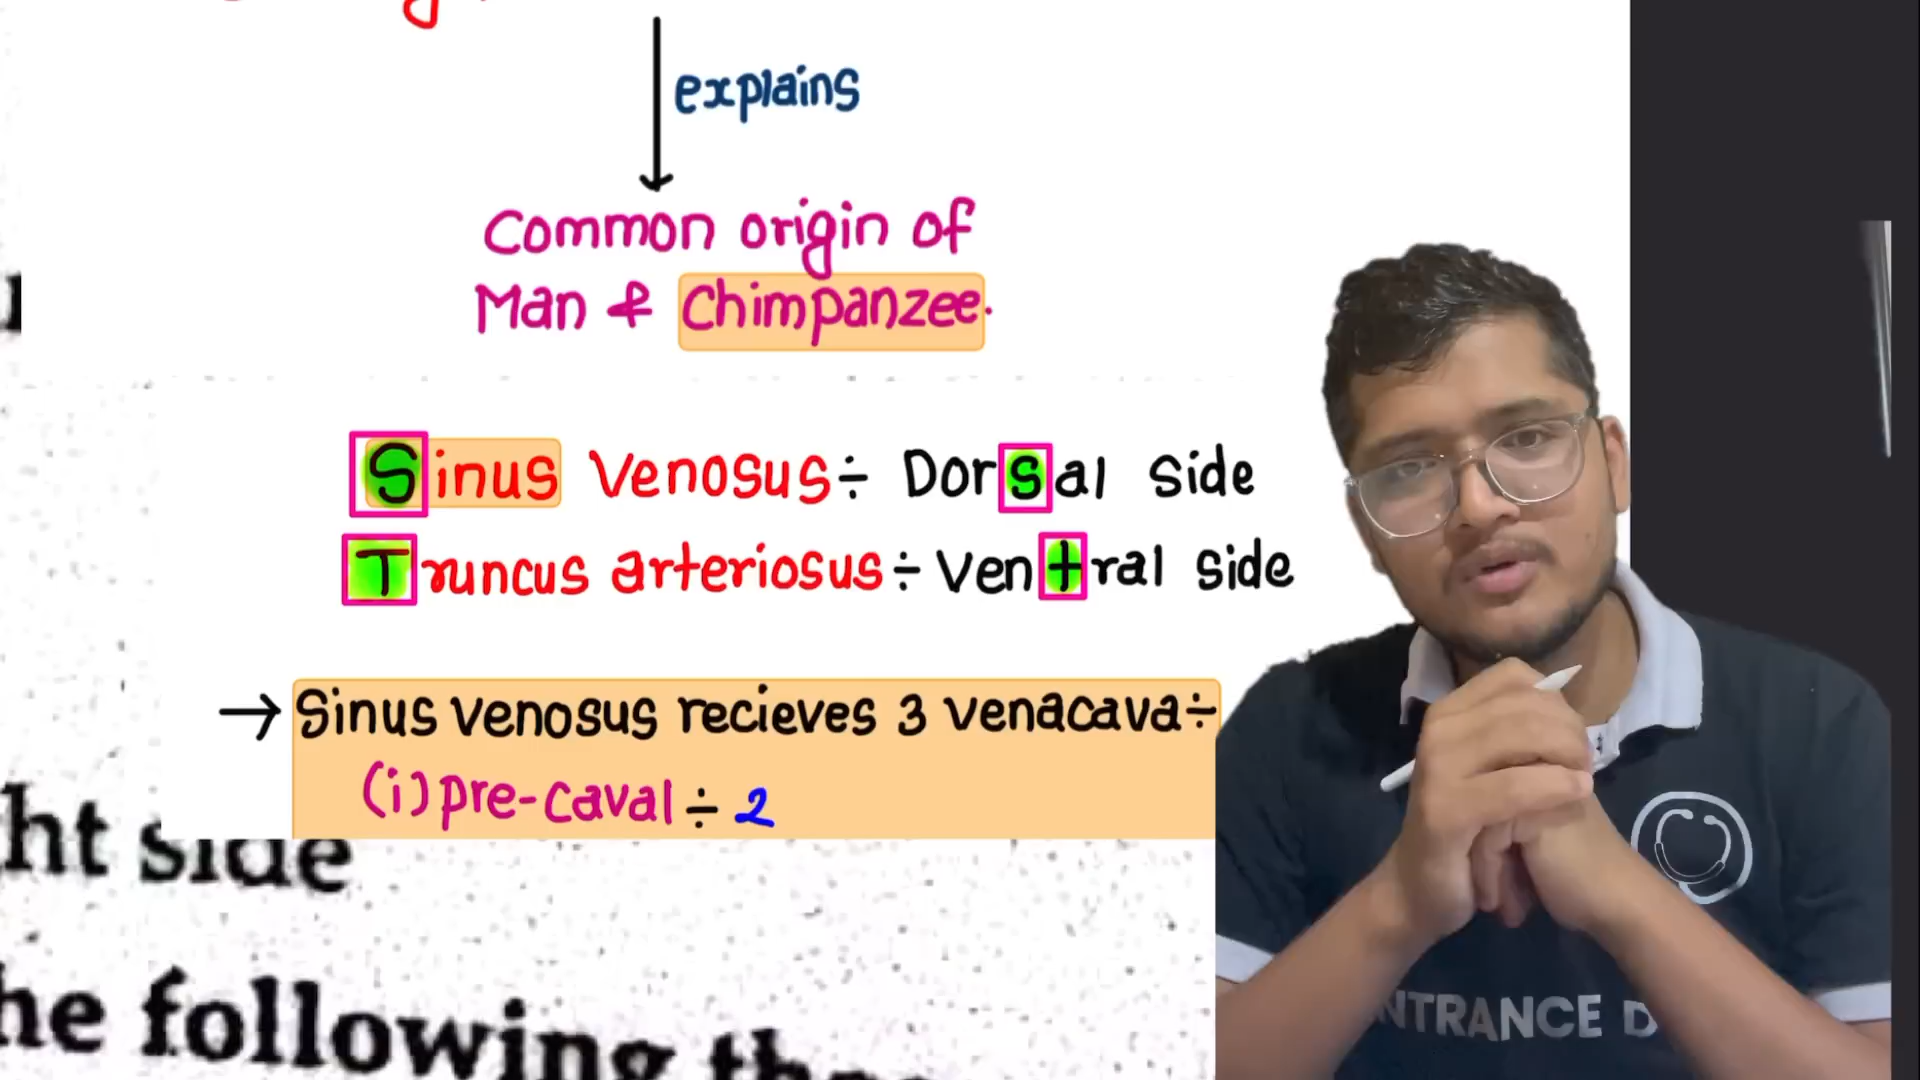 explains
Common origin of
Man & Chimpanzee.
Sinus Venosus ÷ Dorsal side
Truncus arteriosus ÷ Ventral side
→ Sinus venosus recieves 3 venacava ÷
(i) pre-caval ÷ 2
ht side
he following
NTRANCE D